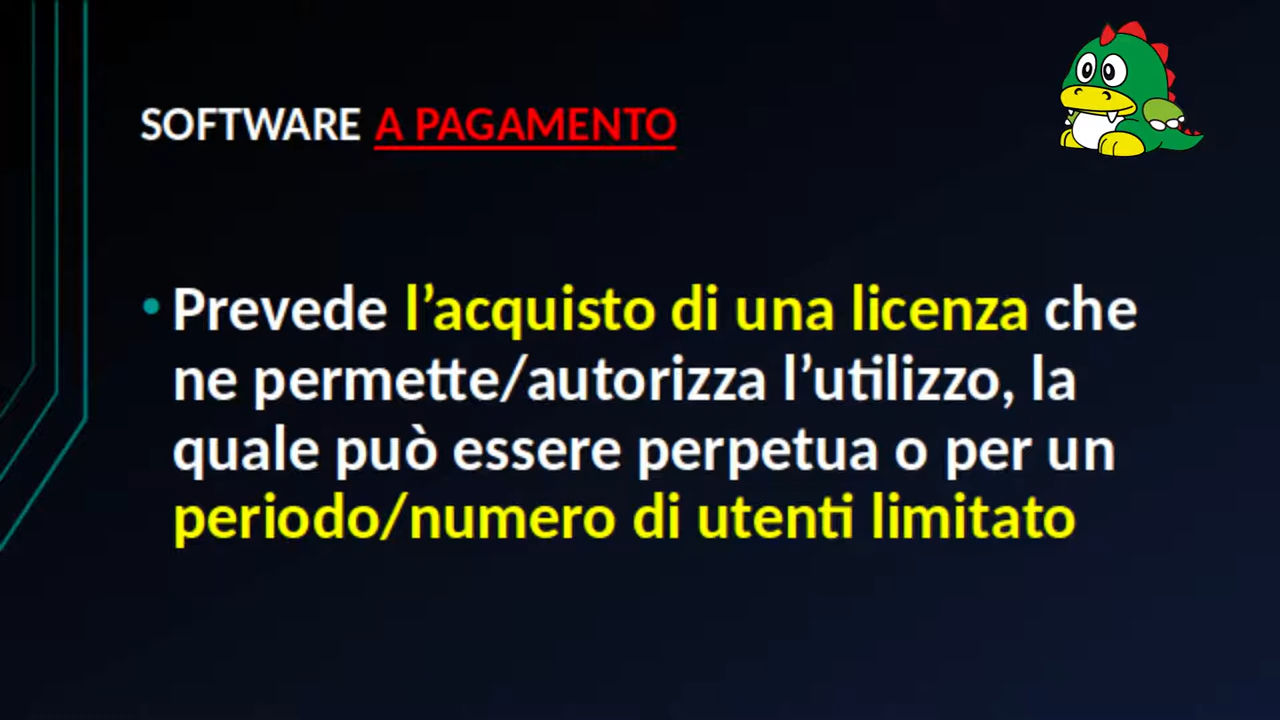 SOFTWARE A PAGAMENTO
• Prevede l’acquisto di una licenza che
ne permette/autorizza l’utilizzo, la
quale può essere perpetua o per un
periodo/numero di utenti limitato